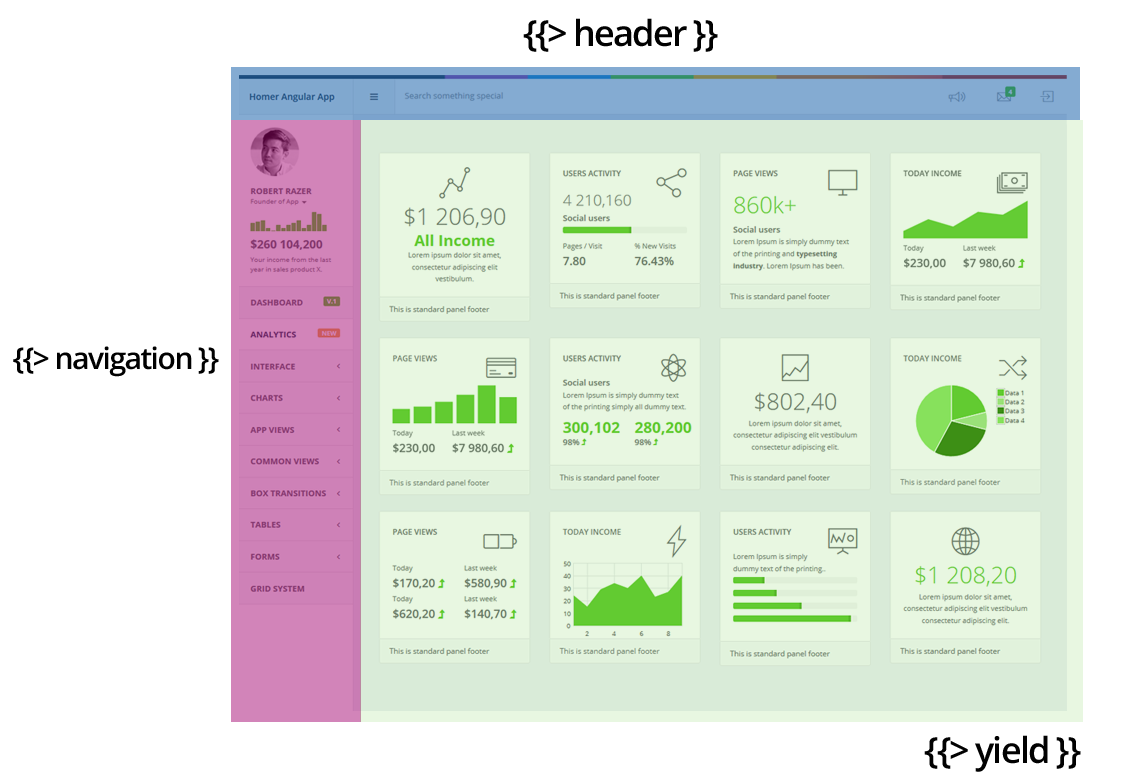 {{> header }}
Homer Angular App
Search something special
4
{{> navigation }}
ROBERT RAZER
Founder of App
$260 104,200
Your income from the last
year in sales product X.
DASHBOARD V.1
ANALYTICS NEW
INTERFACE
CHARTS
APP VIEWS
COMMON VIEWS
BOX TRANSITIONS
TABLES
FORMS
GRID SYSTEM
$1 206,90
All Income
Lorem ipsum dolor sit amet,
consectetur adipiscing elit
vestibulum.
This is standard panel footer
USERS ACTIVITY
4 210,160
Social users
Pages / Visit % New Visits
7.80 76.43%
This is standard panel footer
PAGE VIEWS
860k+
Social users
Lorem Ipsum is simply dummy text
of the printing and typesetting
industry. Lorem Ipsum has been.
This is standard panel footer
TODAY INCOME
Today Last week
$230,00 $7 980,60
This is standard panel footer
PAGE VIEWS
Today Last week
$230,00 $7 980,60
This is standard panel footer
USERS ACTIVITY
Social users
Lorem Ipsum is simply dummy text
of the printing simply all dummy text.
300,102 280,200
98% 98%
This is standard panel footer
$802,40
Lorem ipsum dolor sit amet,
consectetur adipiscing elit vestibulum
consectetur adipiscing elit.
This is standard panel footer
TODAY INCOME
Data 1
Data 2
Data 3
Data 4
This is standard panel footer
PAGE VIEWS
Today Last week
$170,20 $580,90
Today Last week
$620,20 $140,70
This is standard panel footer
TODAY INCOME
50
40
30
20
10
0
2 4 6 8
This is standard panel footer
USERS ACTIVITY
Lorem Ipsum is simply
dummy text of the printing..
This is standard panel footer
$1 208,20
Lorem ipsum dolor sit amet,
consectetur adipiscing elit vestibulum
consectetur adipiscing elit.
This is standard panel footer
{{> yield }}